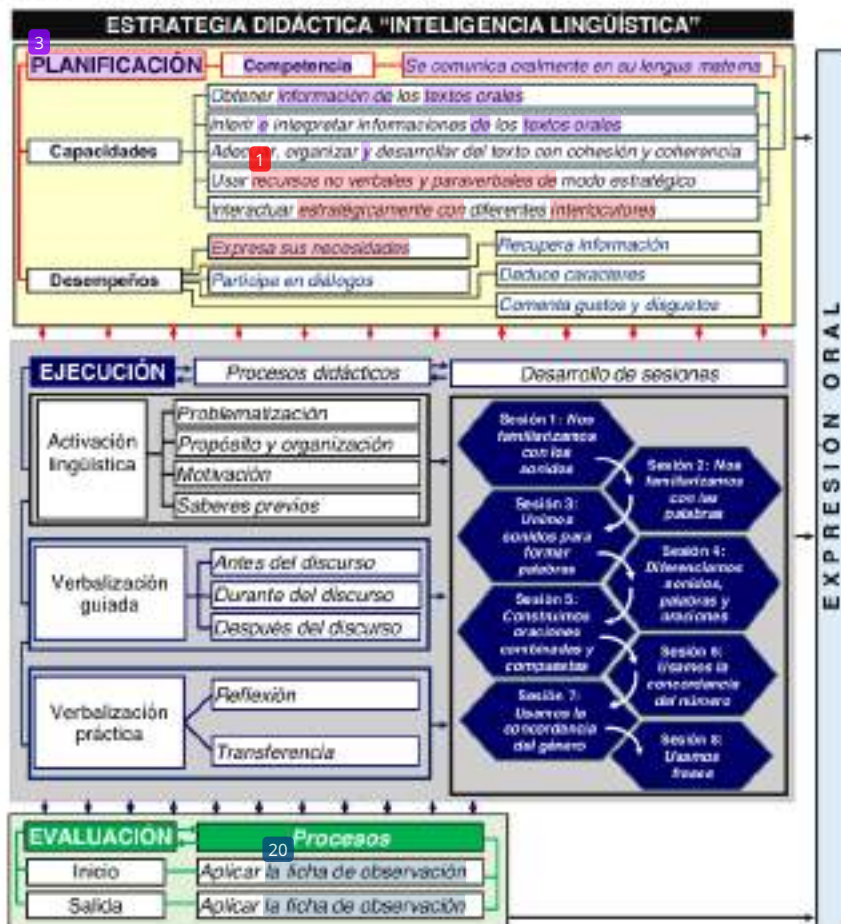 ESTRATEGIA DIDÁCTICA “INTELIGENCIA LINGÜÍSTICA”
3
PLANIFICACIÓN
Competencia
Se comunica oralmente en su lengua materna
Capacidades
Obtener información de los textos orales
Inferir e interpretar informaciones de los textos orales
1
organizar y desarrollar del texto con cohesión y coherencia
Usar recursos no verbales y paraverbales de modo estratégico
Interactuar estratégicamente con diferentes interlocutores
Desempeños
Expresa sus necesidades
Participa en diálogos
Recupera información
Deduce caracteres
Comenta gustos y disgustos
EJECUCIÓN
Procesos didácticos
Desarrollo de sesiones
Activación
lingüística
Problematización
Propósito y organización
Motivación
Saberes previos
Verbalización
guiada
Antes del discurso
Durante del discurso
Después del discurso
Verbalización
práctica
Reflexión
Transferencia
Sesión 1: Nos
familiarizamos
con los
sonidos
Sesión 2: Nos
familiarizamos
con las
palabras
Sesión 3:
Unimos
sonidos para
formar
palabras
Sesión 4:
Diferenciamos
sonidos,
palabras y
oraciones
Sesión 5:
Construimos
oraciones
combinadas y
compuestas
Sesión 6:
Usamos la
concordancia
del número
Sesión 7:
Usamos la
concordancia
del género
Sesión 8:
Usamos
frases
EVALUACIÓN
Procesos
20
Inicio
Aplicar la ficha de observación
Salida
Aplicar la ficha de observación
EXPRESIÓN ORAL